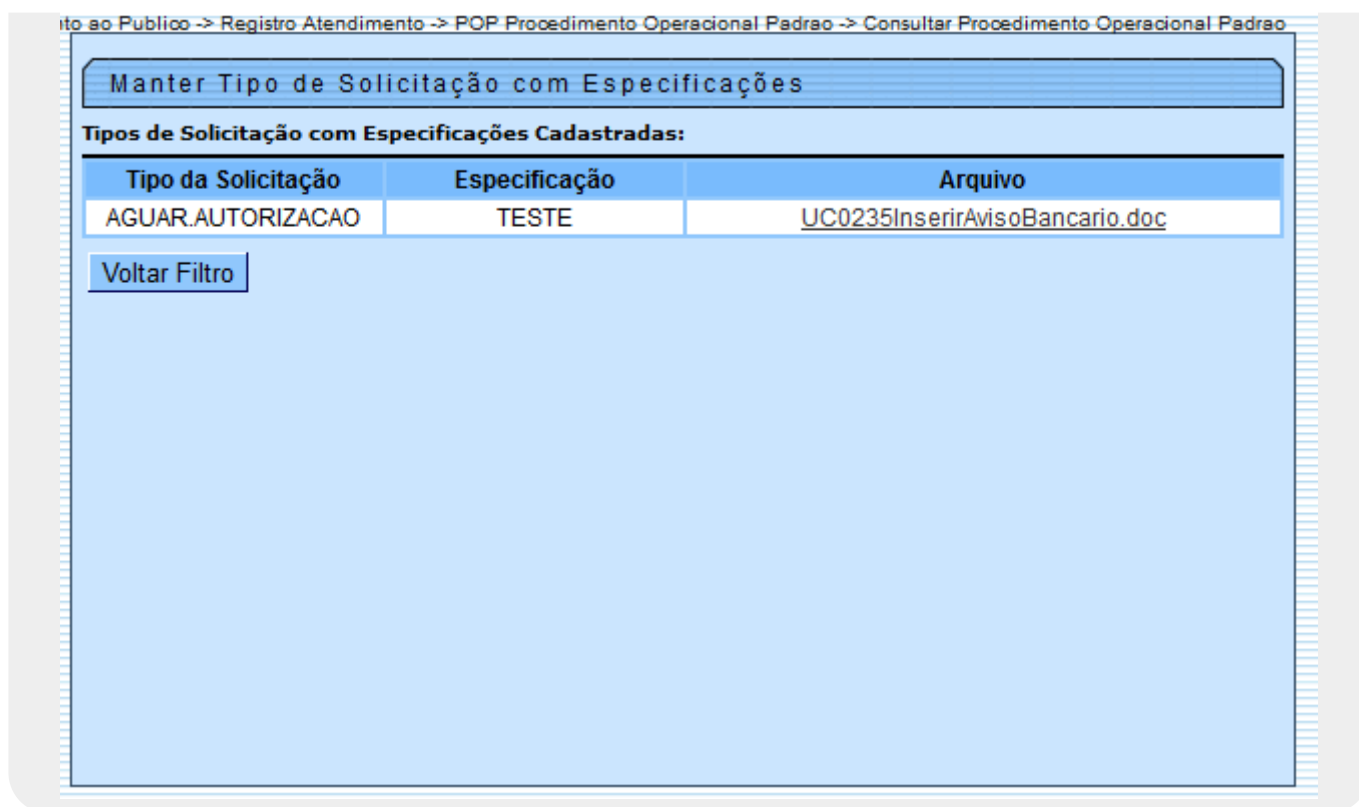 to ao Publico -> Registro Atendimento -> POP Procedimento Operacional Padrao -> Consultar Procedimento Operacional Padrao
Manter Tipo de Solicitação com Especificações
Tipos de Solicitação com Especificações Cadastradas:
Tipo da Solicitação Especificação Arquivo
AGUAR.AUTORIZACAO TESTE UC0235InserirAvisoBancario.doc
Voltar Filtro